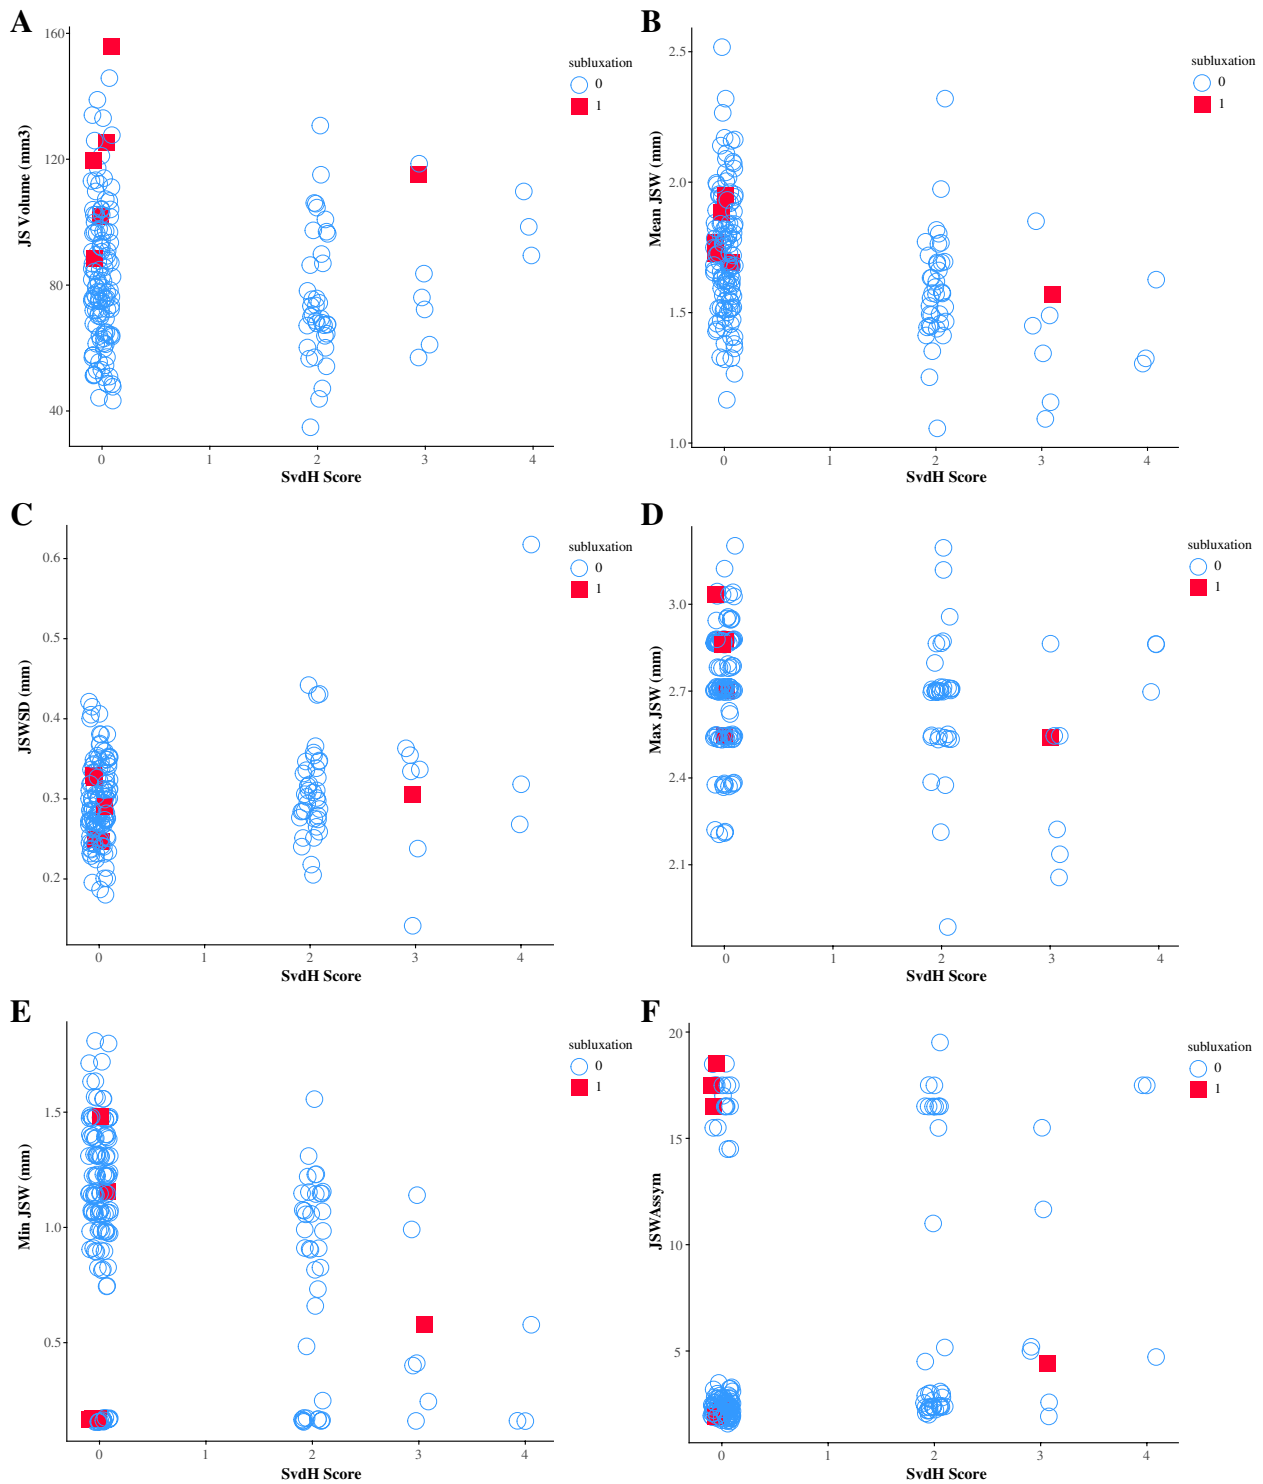 A
160
120
80
40
JS Volume (mm3)
0
1
2
3
4
SvdH Score
subluxation
0
1
B
2.5
2.0
1.5
1.0
Mean JSW (mm)
0
1
2
3
4
SvdH Score
subluxation
0
1
C
0.6
0.5
0.4
0.3
0.2
JSWSD (mm)
0
1
2
3
4
SvdH Score
subluxation
0
1
D
3.0
2.7
2.4
2.1
Max JSW (mm)
0
1
2
3
4
SvdH Score
subluxation
0
1
E
1.5
1.0
0.5
Min JSW (mm)
0
1
2
3
4
SvdH Score
subluxation
0
1
F
20
15
10
5
JSWAssym
0
1
2
3
4
SvdH Score
subluxation
0
1